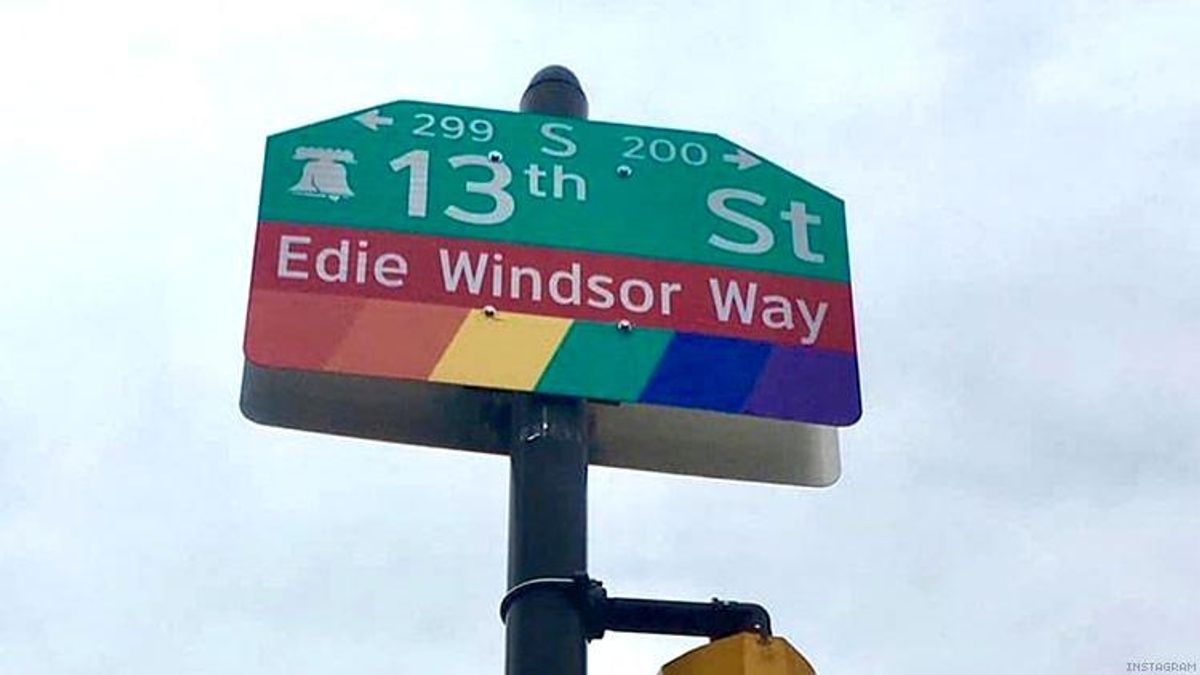 ← 299 S 200 →
13th St
Edie Windsor Way
INSTAGRAM